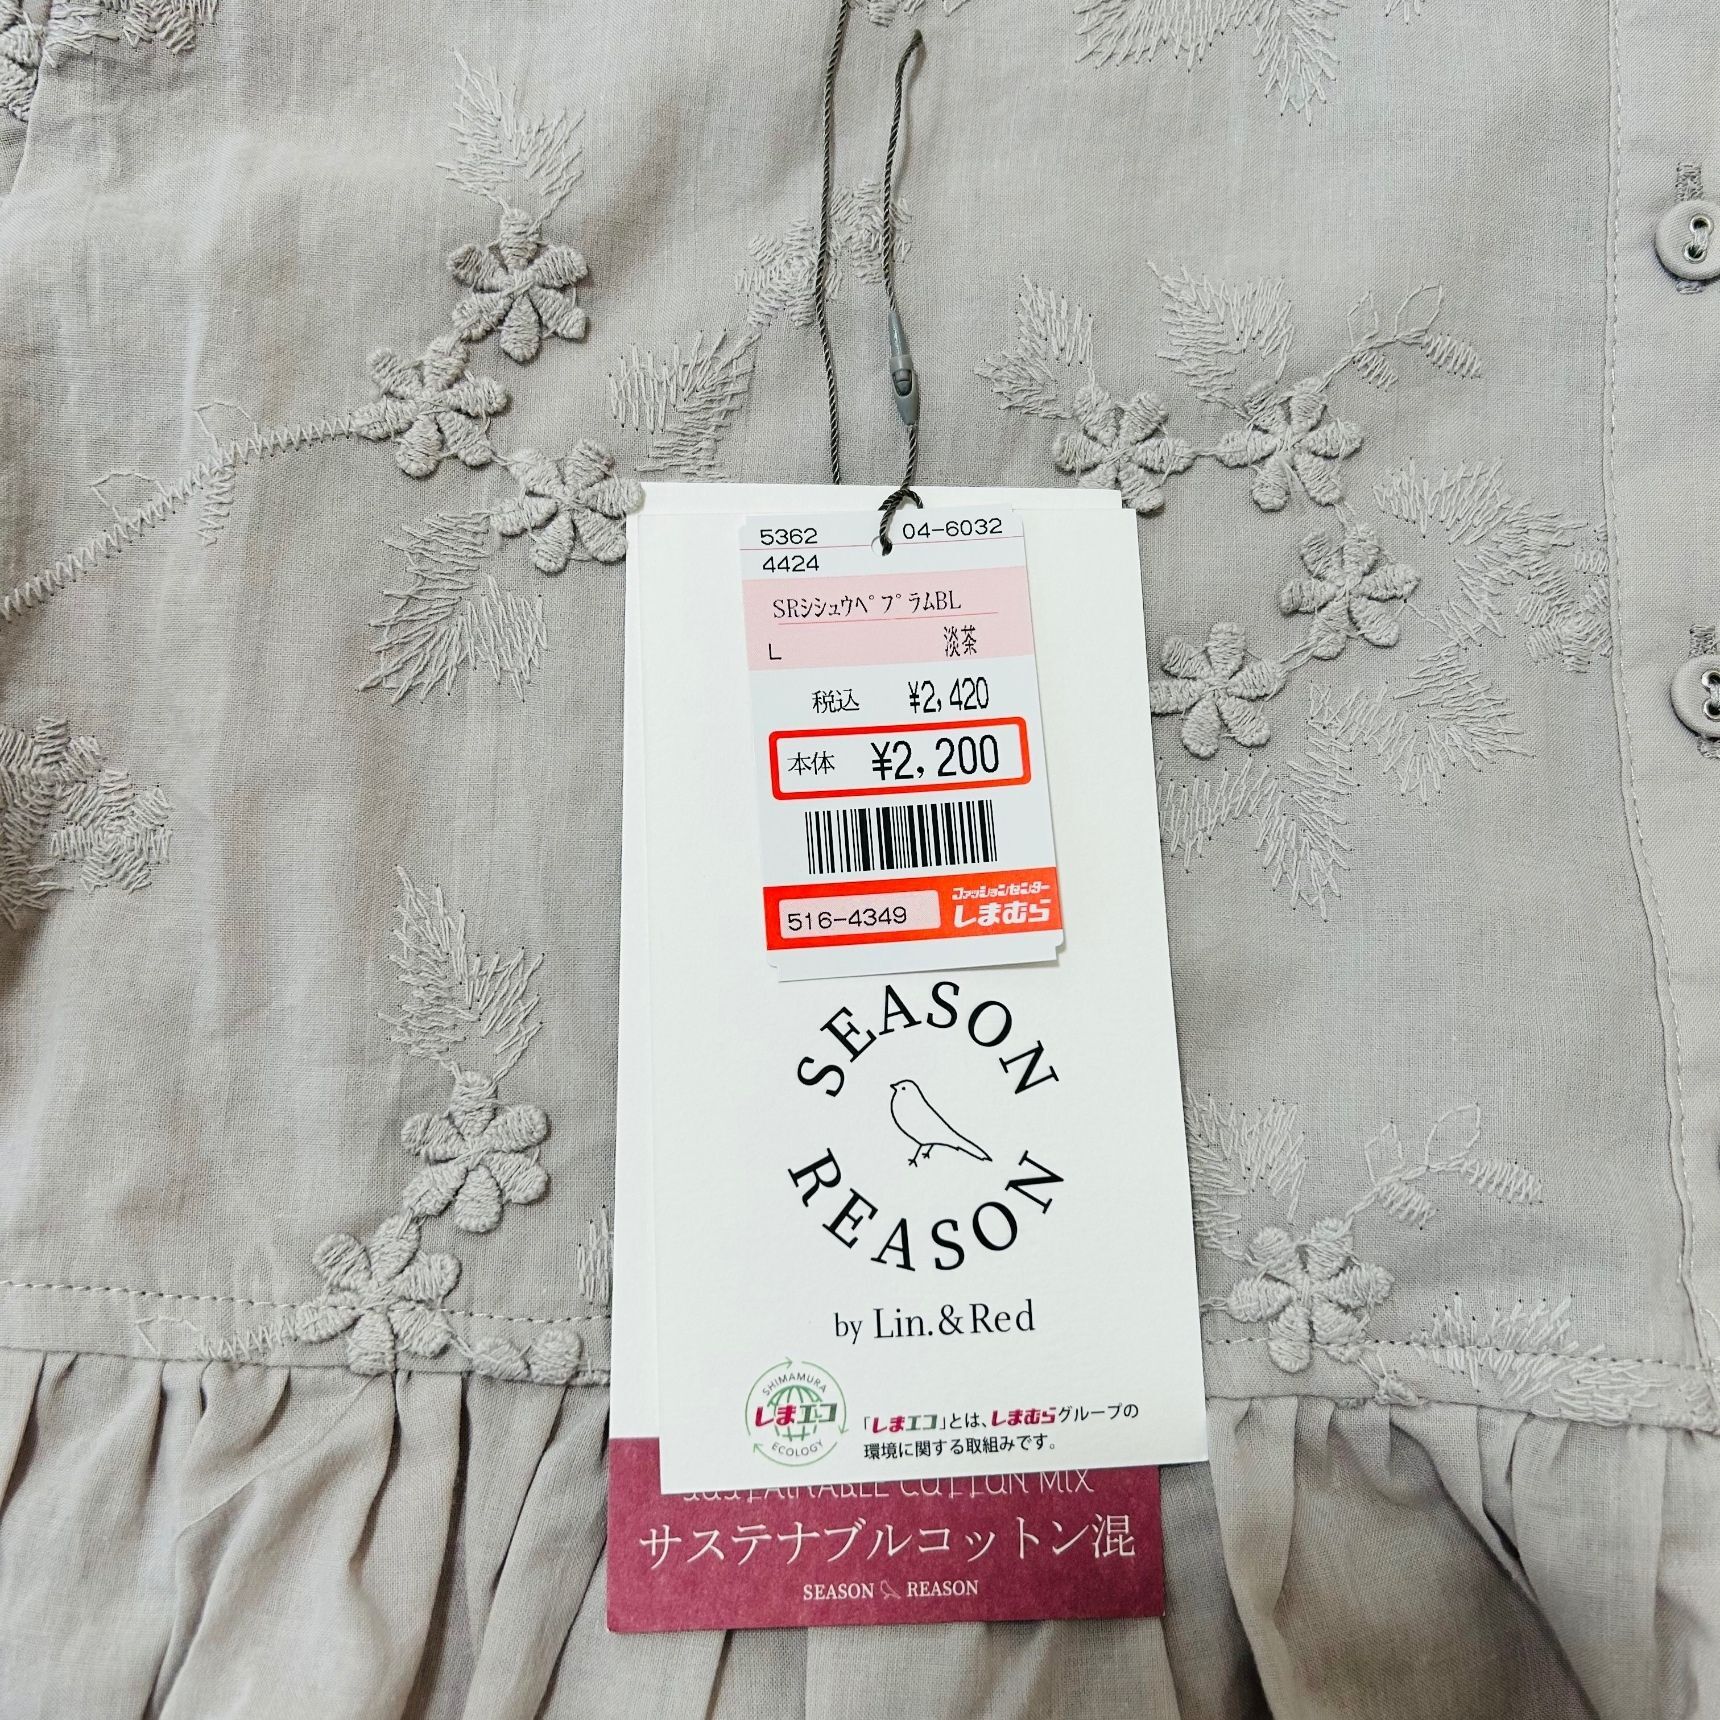 5362 04-6032
4424
SRｼｼｭｳﾍﾟﾌﾟﾗﾑBL
L 淡茶
税込 ¥2,420
本体 ¥2,200
516-4349
ファッションセンター
しまむら
SEASON
REASON
by Lin.&Red
SHIMAMURA
しまエコ
ECOLOGY
「しまエコ」とは、しまむらグループの
環境に関する取組みです。
SUSTAINABLE COTTON MIX
サステナブルコットン混
SEASON REASON